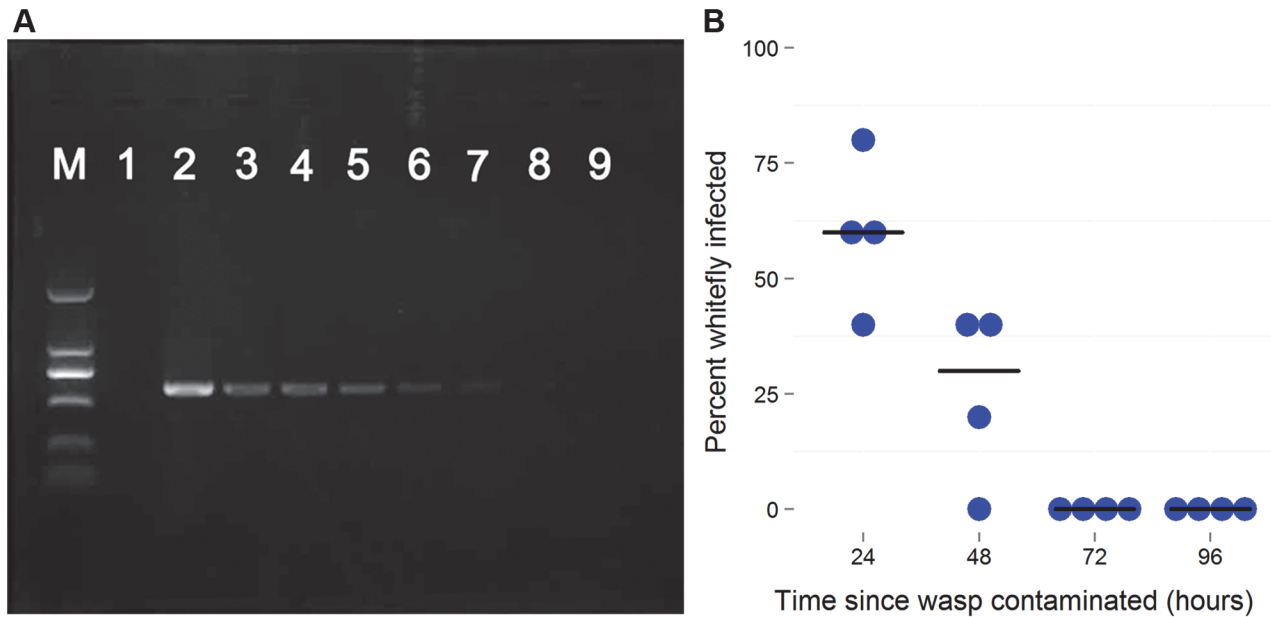 A
M 1 2 3 4 5 6 7 8 9
B
100
75
50
25
0
Percent whitefly infected
24 48 72 96
Time since wasp contaminated (hours)